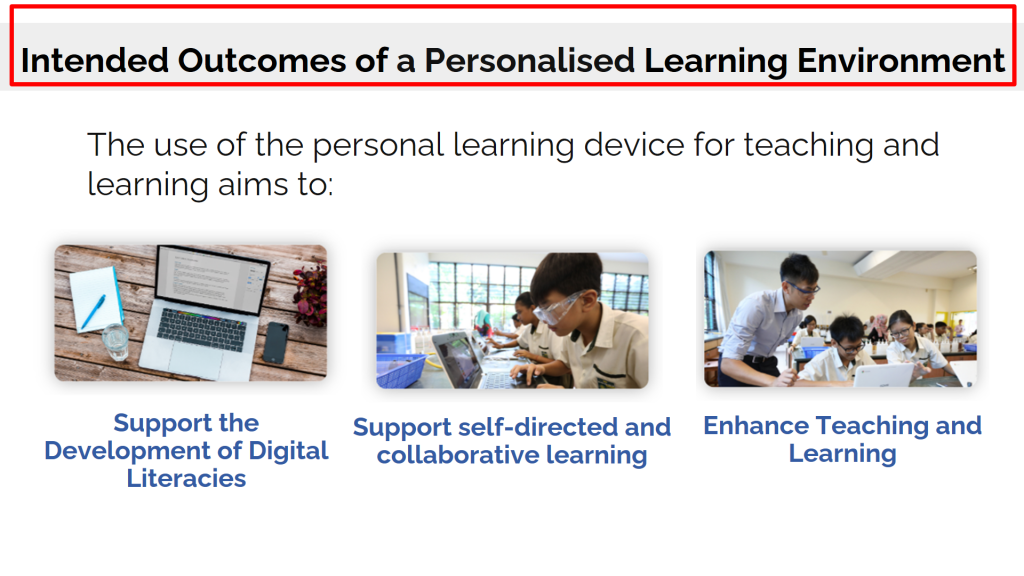 Intended Outcomes of a Personalised Learning Environment
The use of the personal learning device for teaching and
learning aims to:
Support the
Development of Digital
Literacies
Support self-directed and
collaborative learning
Enhance Teaching and
Learning